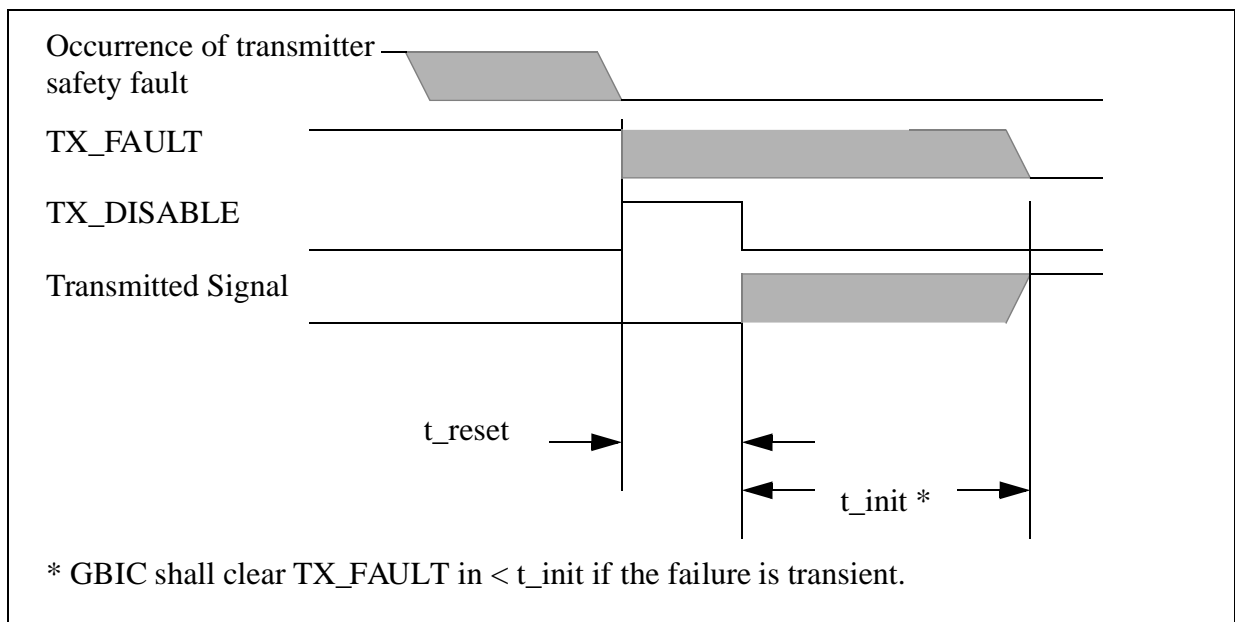 Occurrence of transmitter
safety fault
TX_FAULT
TX_DISABLE
Transmitted Signal
t_reset
t_init *
* GBIC shall clear TX_FAULT in < t_init if the failure is transient.